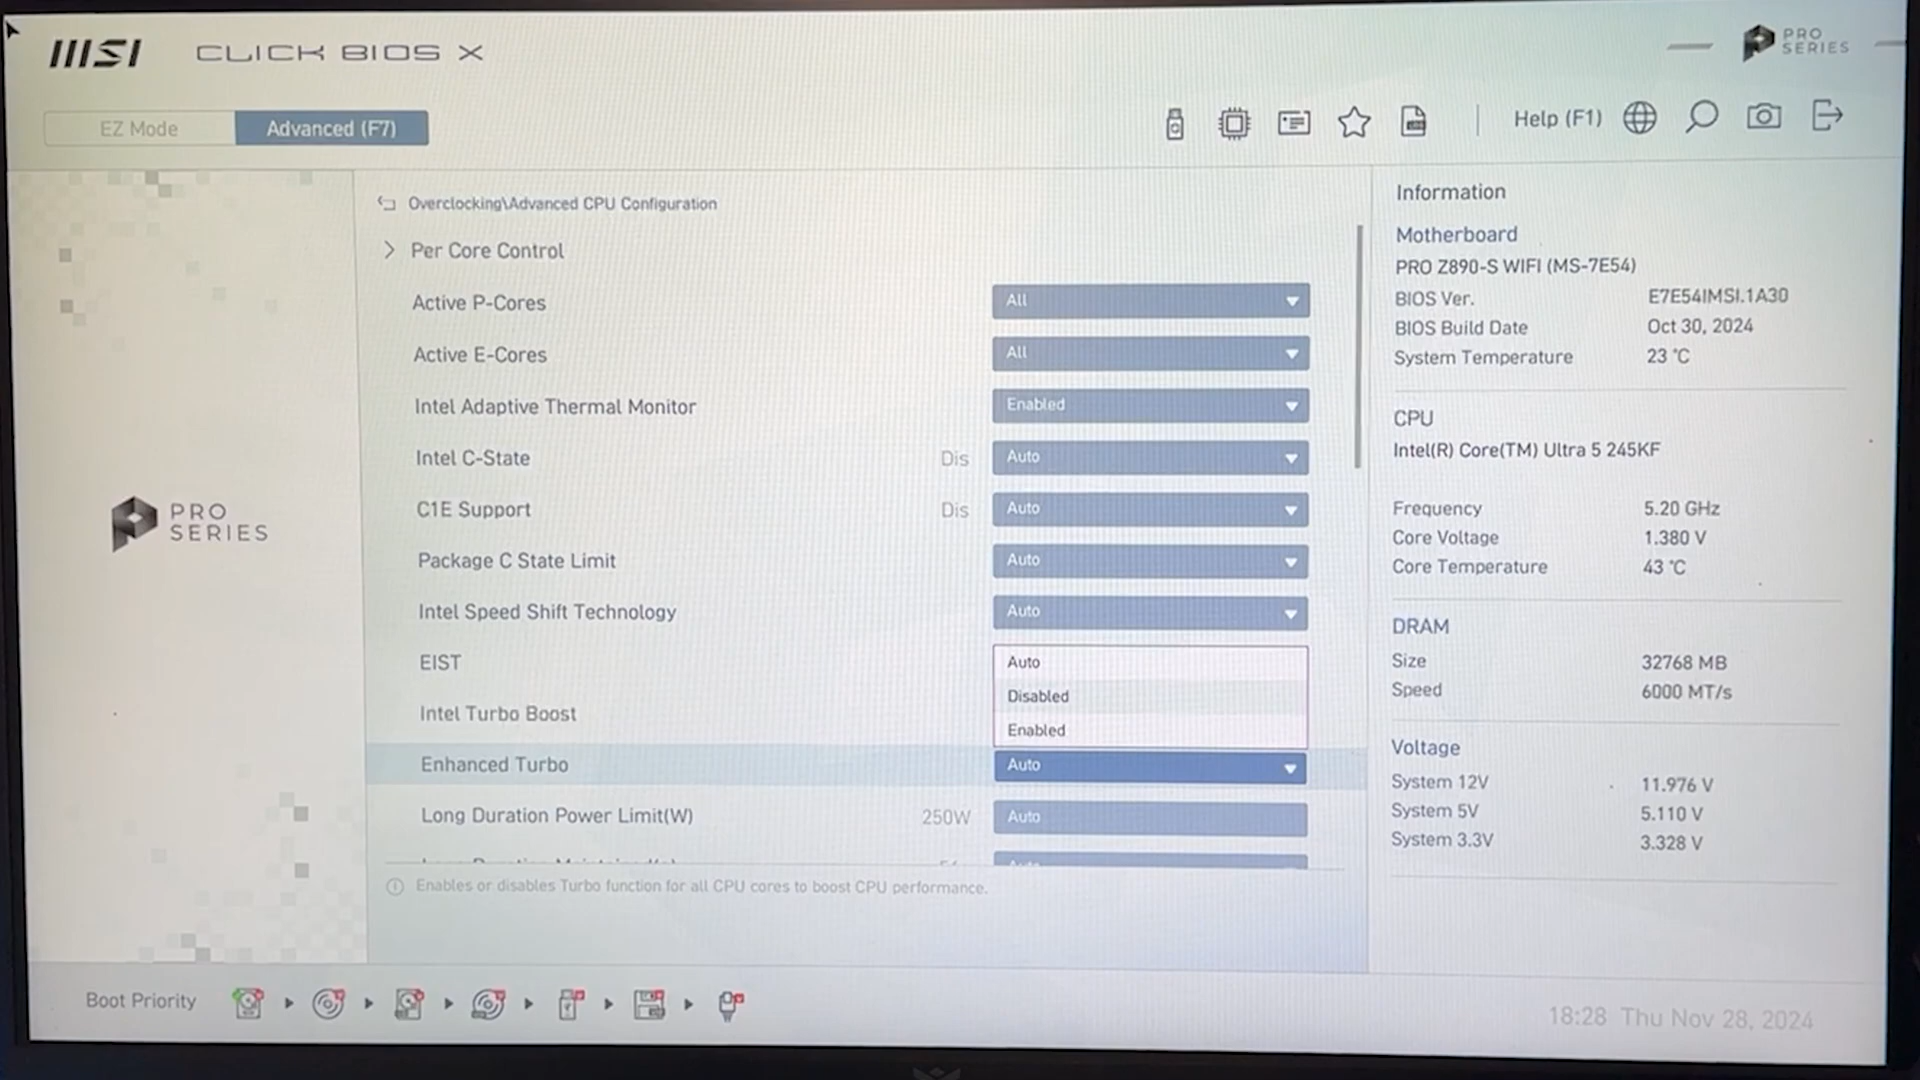 msi CLICK BIOS X
PRO SERIES
EZ Mode
Advanced (F7)
Help (F1)
Overclocking\Advanced CPU Configuration
Per Core Control
Active P-Cores All
Active E-Cores All
Intel Adaptive Thermal Monitor Enabled
Intel C-State Dis Auto
C1E Support Dis Auto
Package C State Limit Auto
Intel Speed Shift Technology Auto
EIST
Intel Turbo Boost
Auto
Disabled
Enabled
Enhanced Turbo Auto
Long Duration Power Limit(W) 250W Auto
Enables or disables Turbo function for all CPU cores to boost CPU performance.
PRO
SERIES
Information
Motherboard
PRO Z890-S WIFI (MS-7E54)
BIOS Ver. E7E54IMSI.1A30
BIOS Build Date Oct 30, 2024
System Temperature 23 °C
CPU
Intel(R) Core(TM) Ultra 5 245KF
Frequency 5.20 GHz
Core Voltage 1.380 V
Core Temperature 43 °C
DRAM
Size 32768 MB
Speed 6000 MT/s
Voltage
System 12V 11.976 V
System 5V 5.110 V
System 3.3V 3.328 V
Boot Priority
18:28 Thu Nov 28, 2024